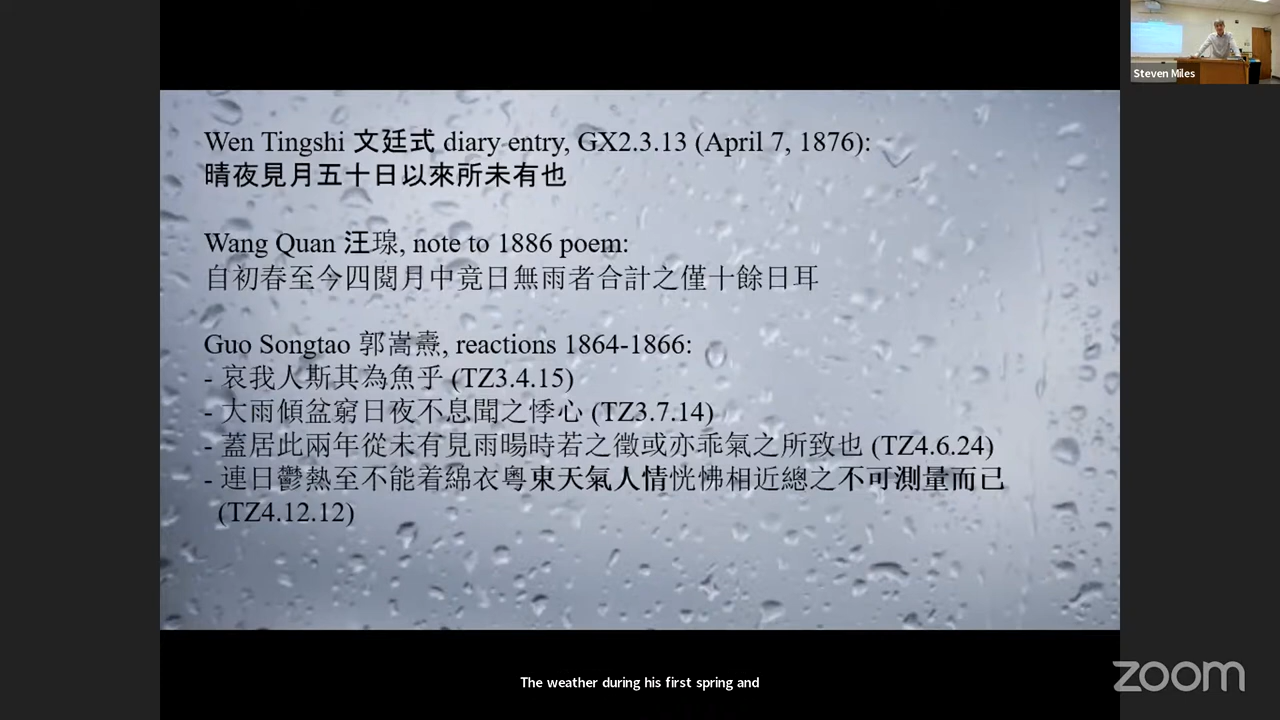 Steven Miles
Wen Tingshi 文廷式 diary entry, GX2.3.13 (April 7, 1876):
晴夜見月五十日以來所未有也
Wang Quan 汪瑔, note to 1886 poem:
自初春至今四閱月中竟日無雨者合計之僅十餘日耳
Guo Songtao 郭嵩燾, reactions 1864-1866:
- 哀我人斯其為魚乎 (TZ3.4.15)
- 大雨傾盆窮日夜不息聞之悸心 (TZ3.7.14)
- 蓋居此兩年從未有見雨暘時若之徵或亦乖氣之所致也 (TZ4.6.24)
- 連日鬱熱至不能着綿衣粵東天氣人情恍怫相近總之不可測量而已
(TZ4.12.12)
The weather during his first spring and
zoom